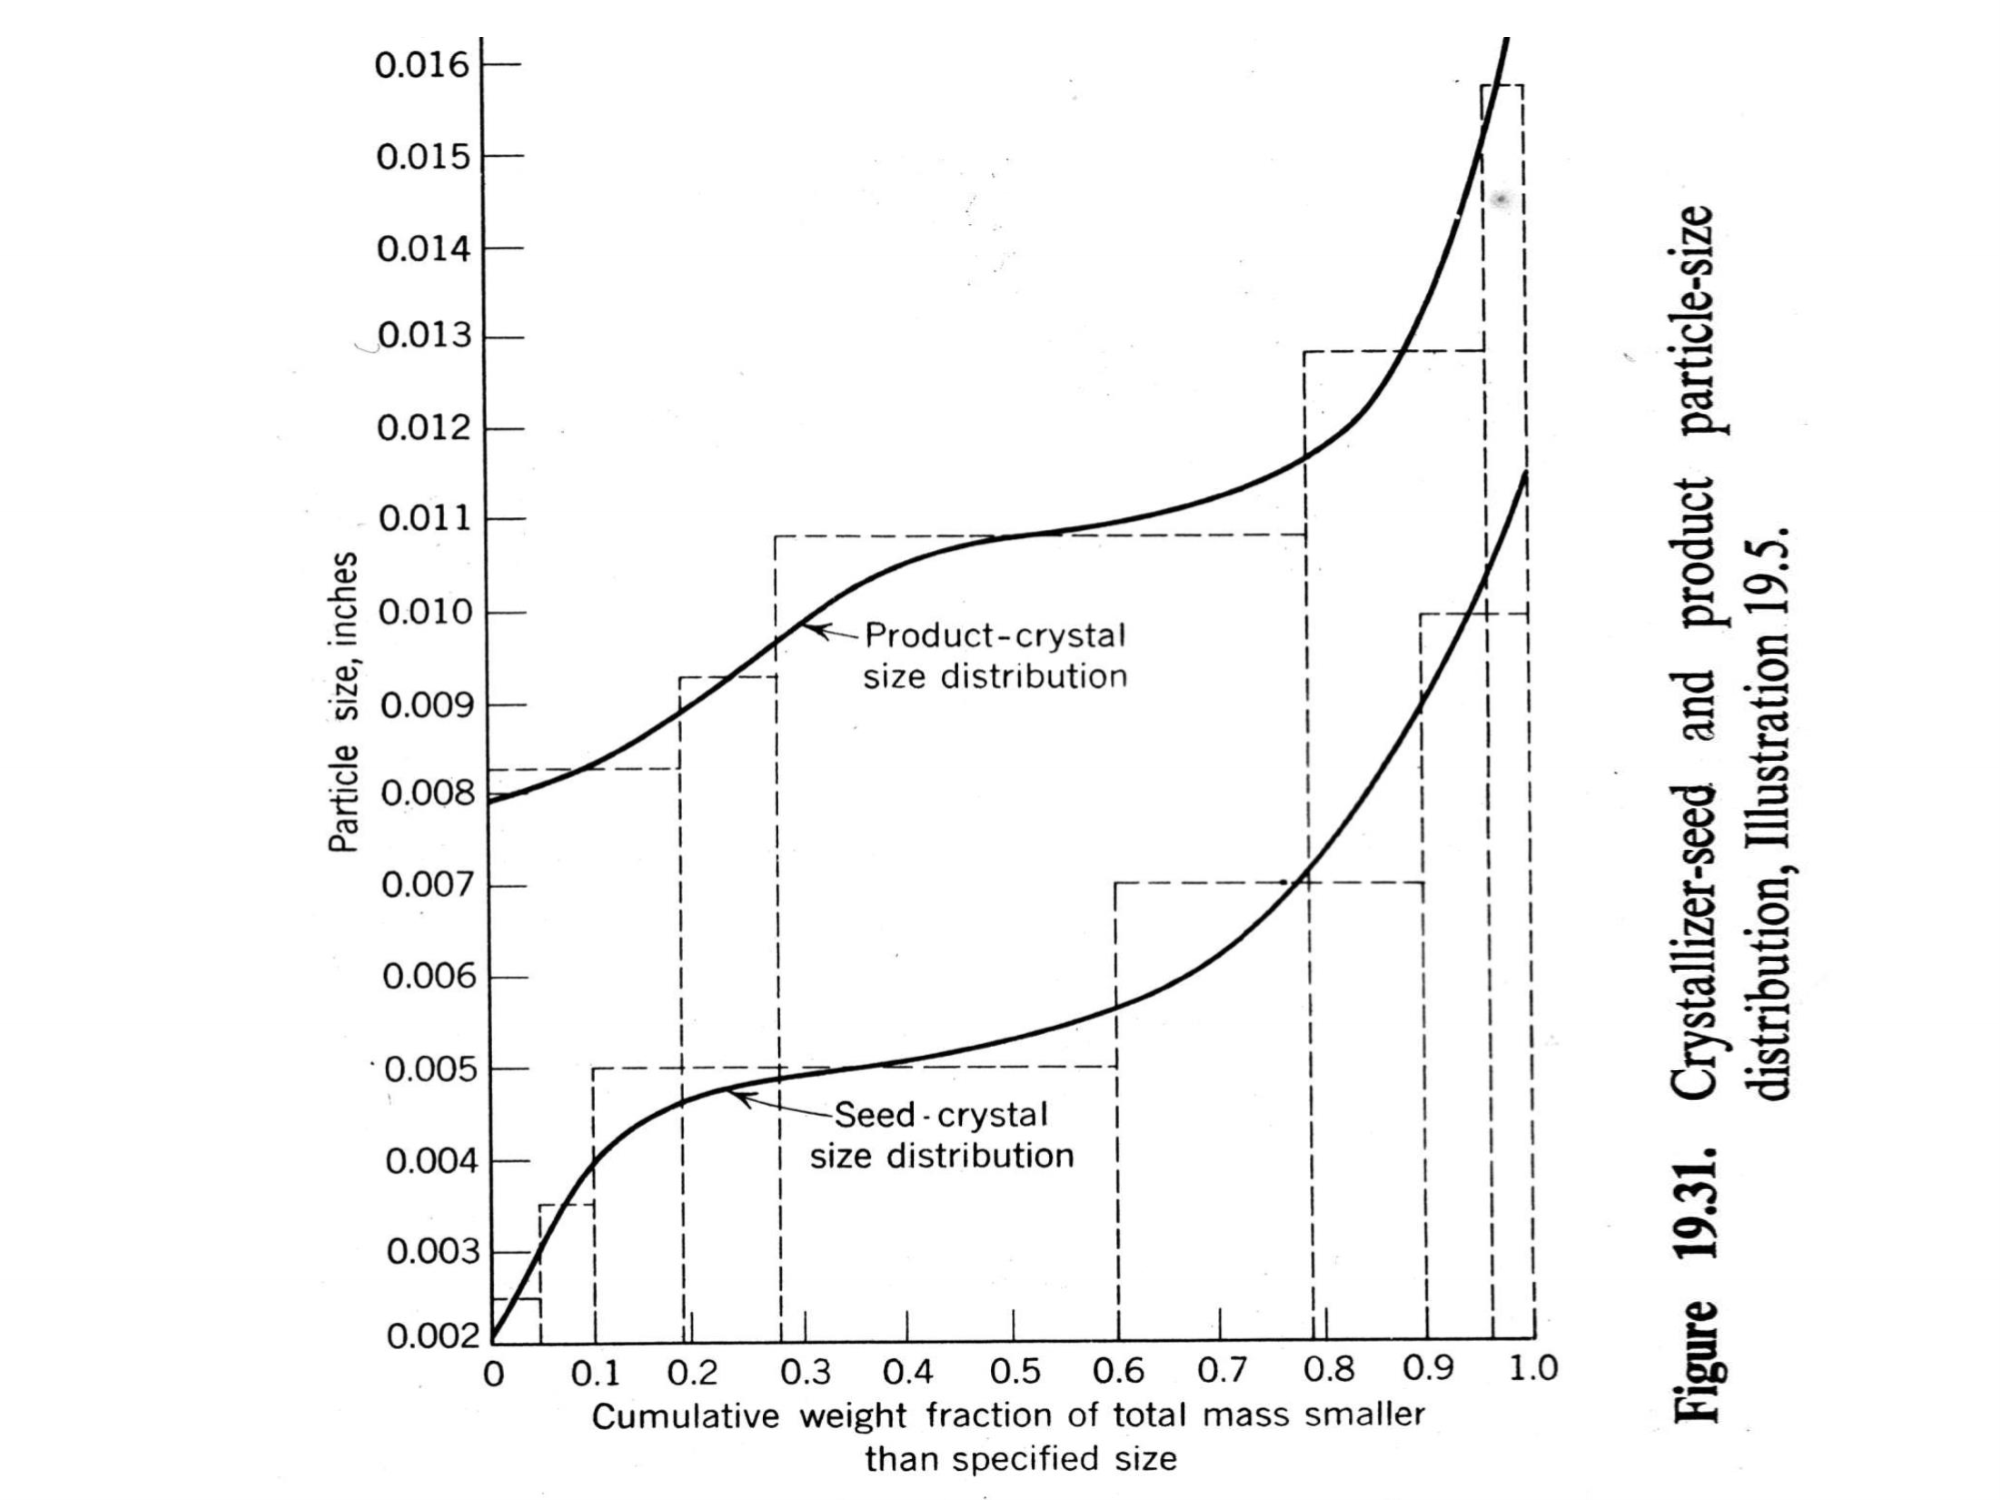 0.016
0.015
0.014
0.013
0.012
0.011
0.010
0.009
0.008
0.007
0.006
0.005
0.004
0.003
0.002
Particle size, inches
Product-crystal
size distribution
Seed-crystal
size distribution
0 0.1 0.2 0.3 0.4 0.5 0.6 0.7 0.8 0.9 1.0
Cumulative weight fraction of total mass smaller
than specified size
Figure 19.31. Crystallizer-seed and product particle-size
distribution, Illustration 19.5.